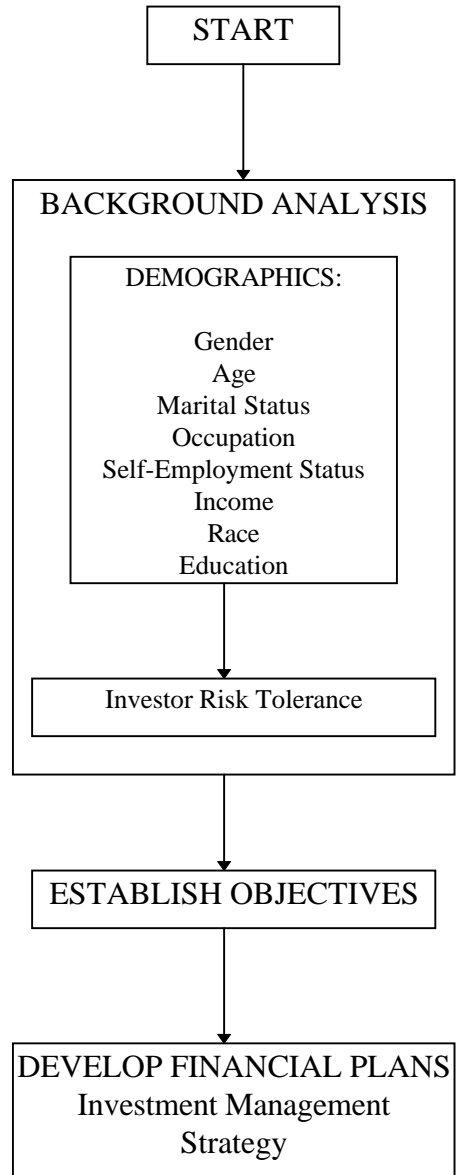 START
BACKGROUND ANALYSIS
DEMOGRAPHICS:
Gender
Age
Marital Status
Occupation
Self-Employment Status
Income
Race
Education
Investor Risk Tolerance
ESTABLISH OBJECTIVES
DEVELOP FINANCIAL PLANS
Investment Management
Strategy